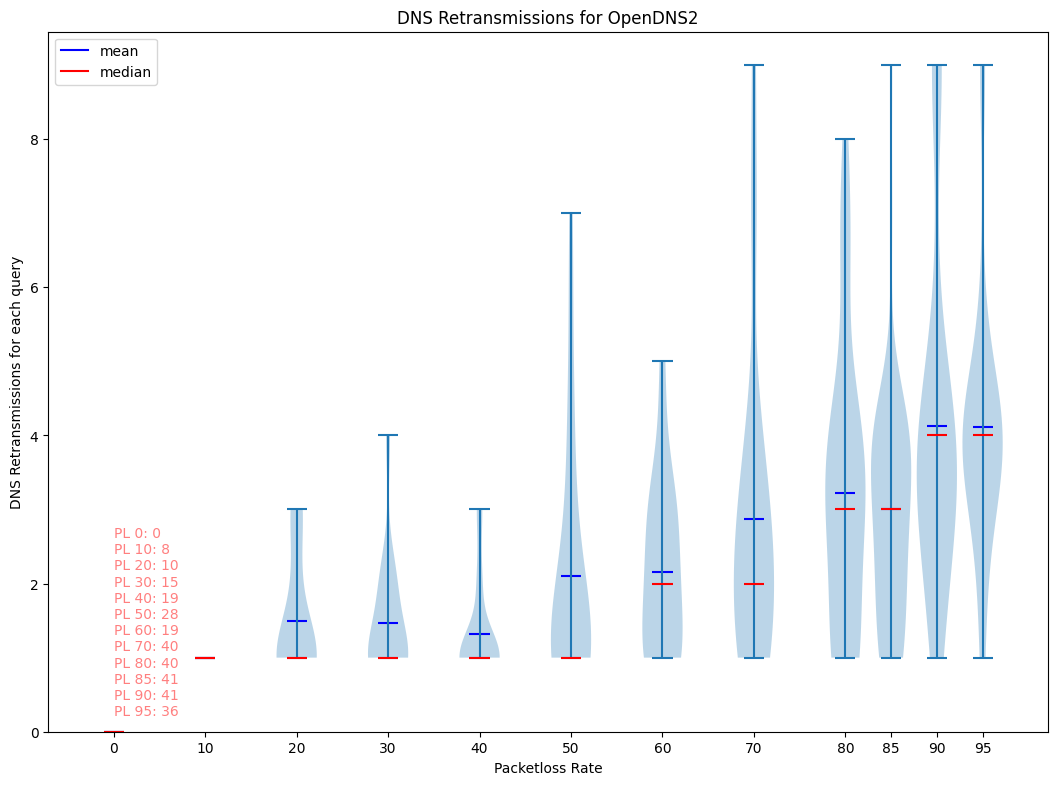 DNS Retransmissions for OpenDNS2
mean
median
DNS Retransmissions for each query
8
6
4
2
0
PL 0: 0
PL 10: 8
PL 20: 10
PL 30: 15
PL 40: 19
PL 50: 28
PL 60: 19
PL 70: 40
PL 80: 40
PL 85: 41
PL 90: 41
PL 95: 36
0 10 20 30 40 50 60 70 80 85 90 95
Packetloss Rate